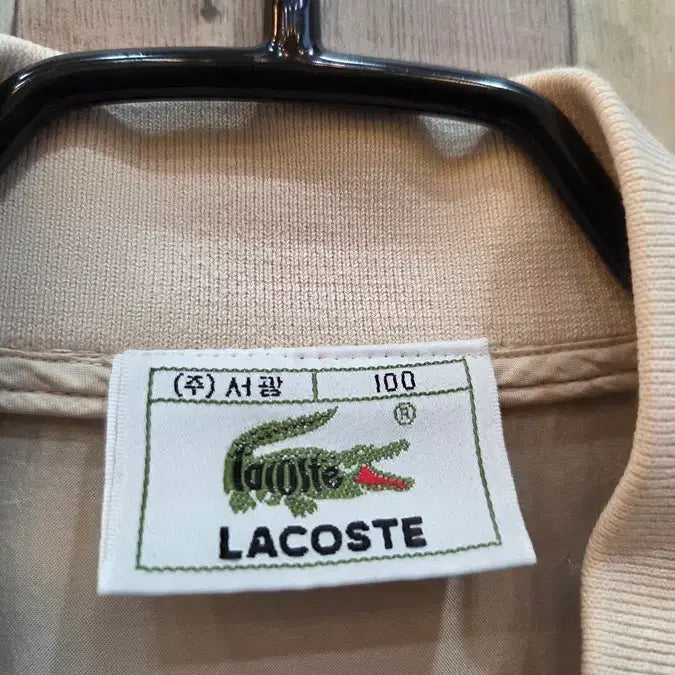 (주) 서광 100
®
lacoste
LACOSTE